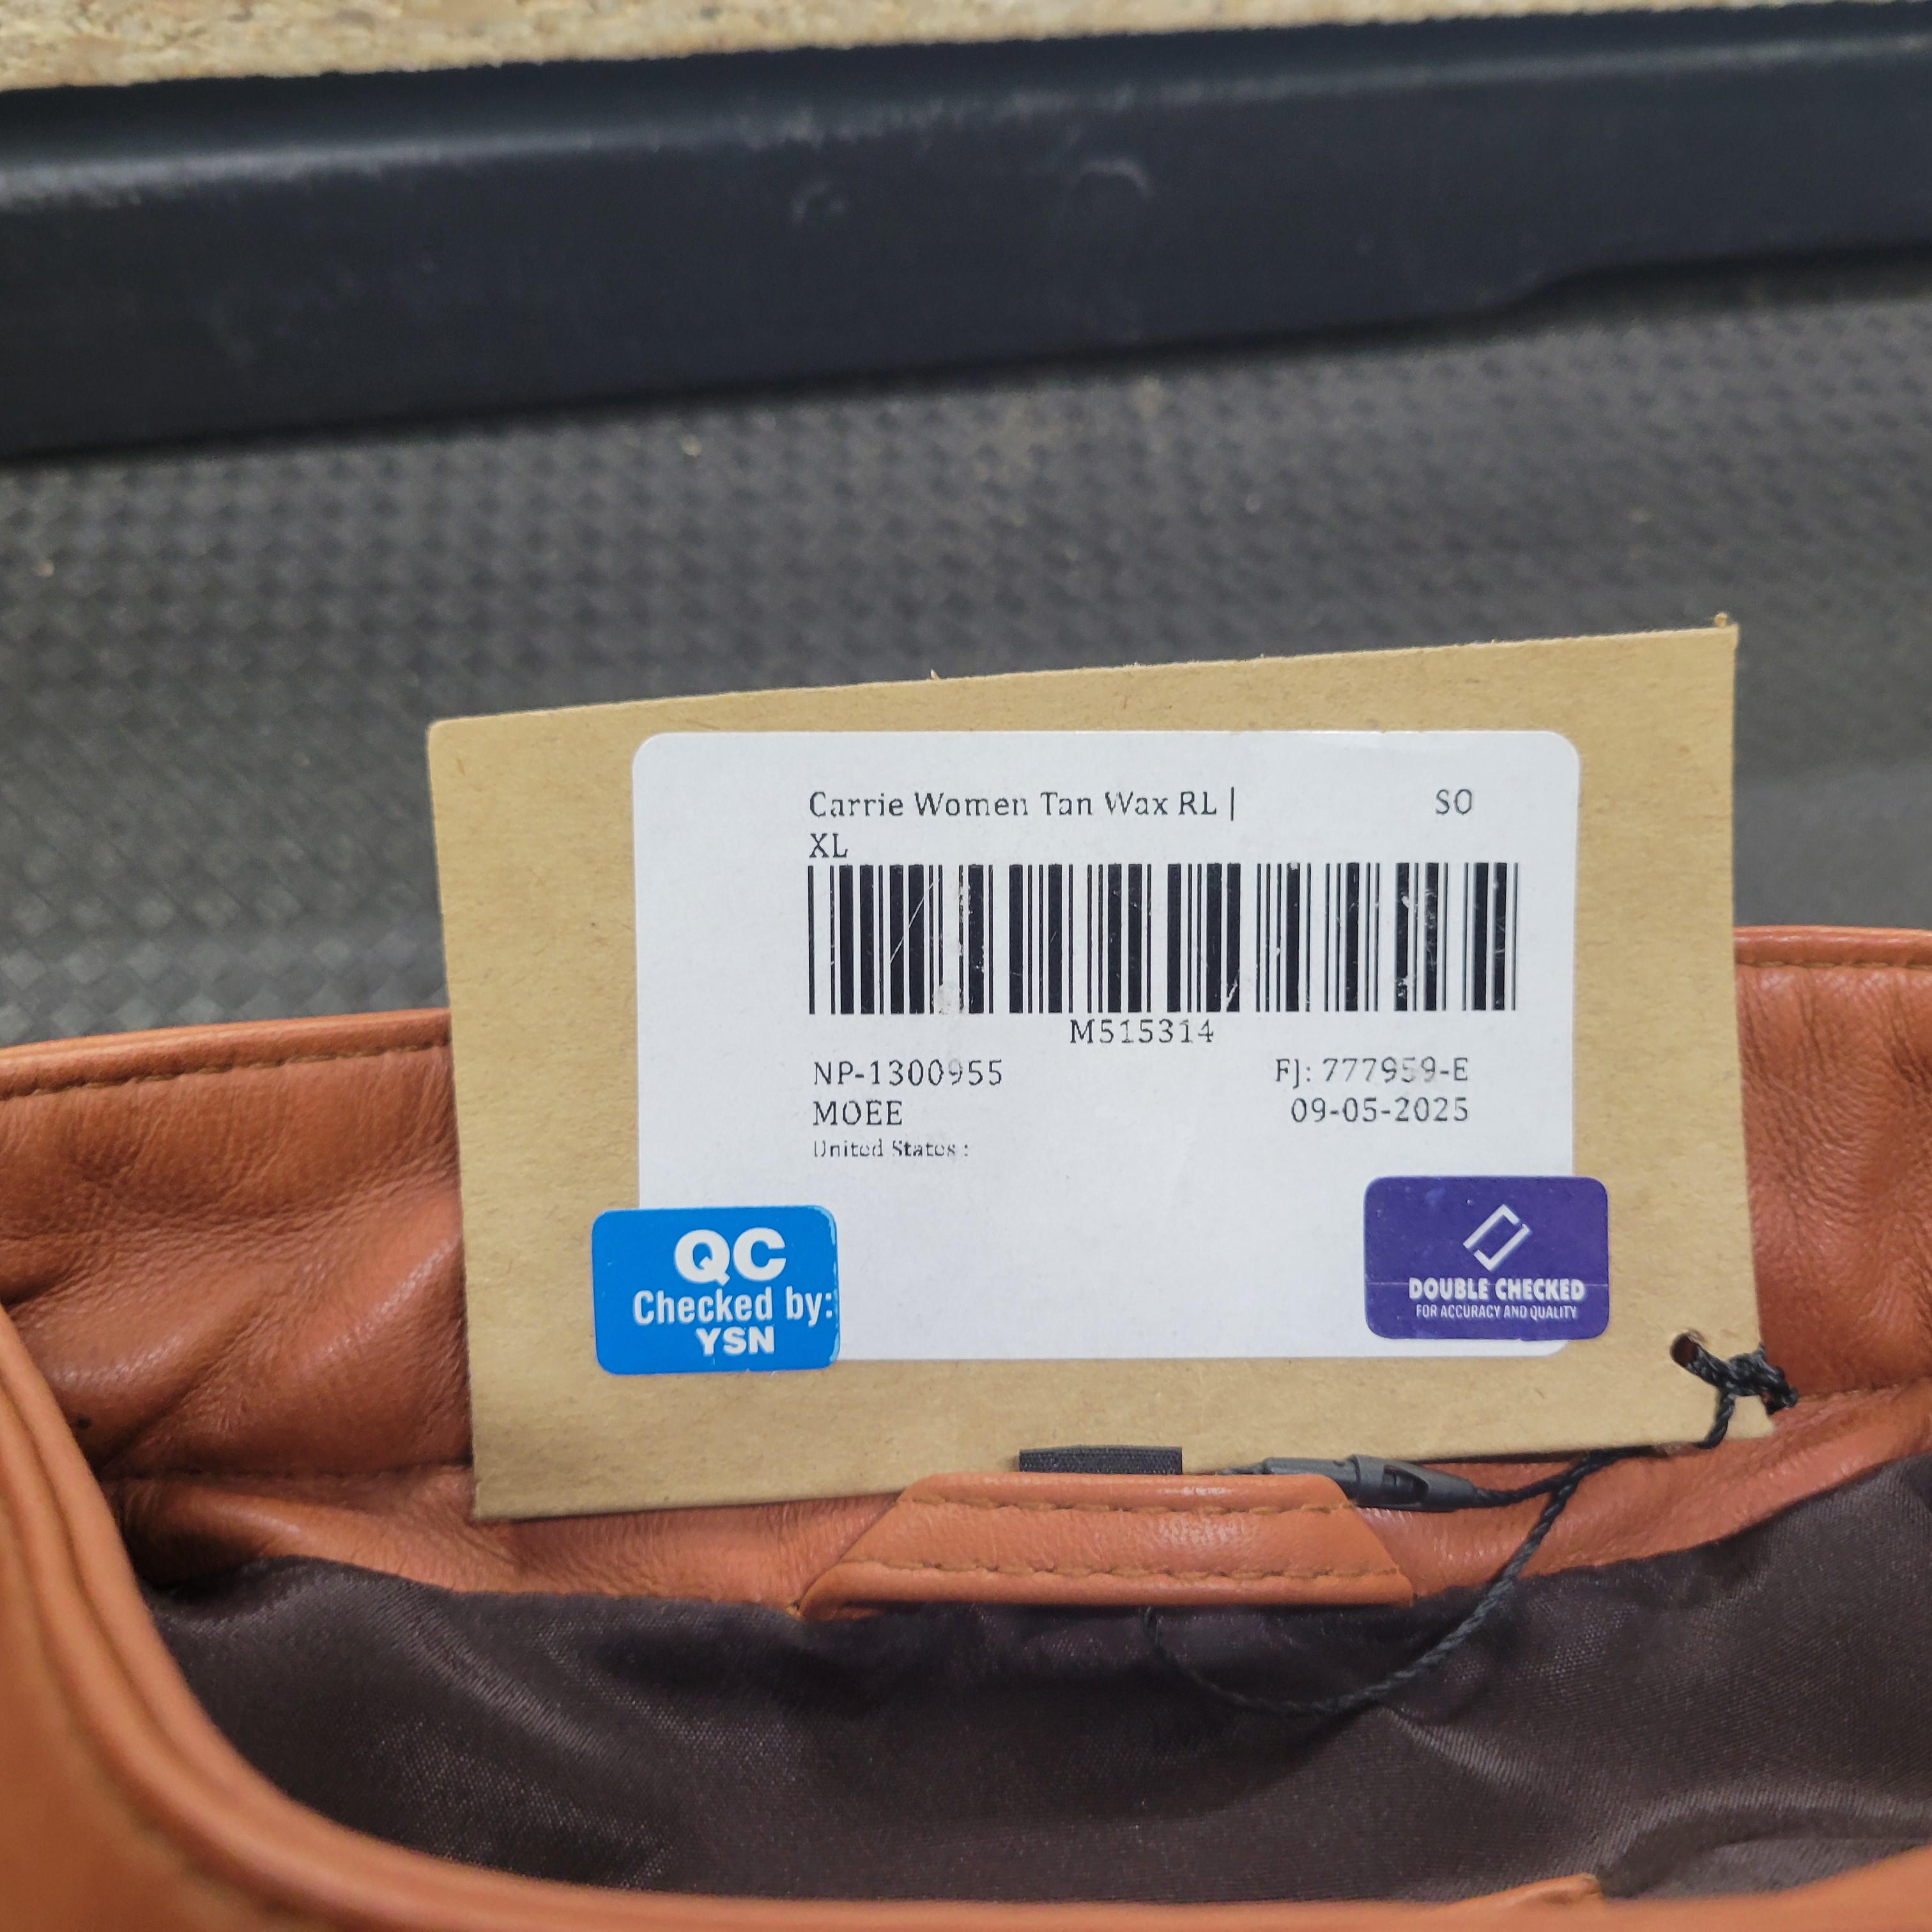 Carrie Women Tan Wax RL | SO
XL
M515314
NP-1300955 FJ: 777959-E
MOEE 09-05-2025
United States :
QC
Checked by:
YSN
DOUBLE CHECKED
FOR ACCURACY AND QUALITY